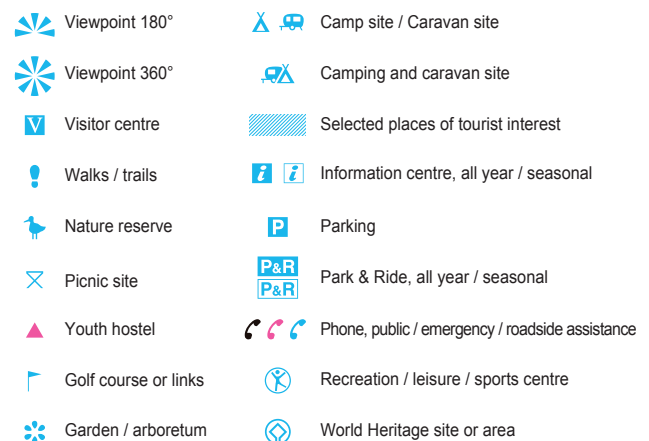 Viewpoint 180°
Camp site / Caravan site
Viewpoint 360°
Camping and caravan site
V
Visitor centre
Selected places of tourist interest
Walks / trails
i i
Information centre, all year / seasonal
Nature reserve
P
Parking
Picnic site
P&R
P&R
Park & Ride, all year / seasonal
Youth hostel
Phone, public / emergency / roadside assistance
Golf course or links
Recreation / leisure / sports centre
Garden / arboretum
World Heritage site or area